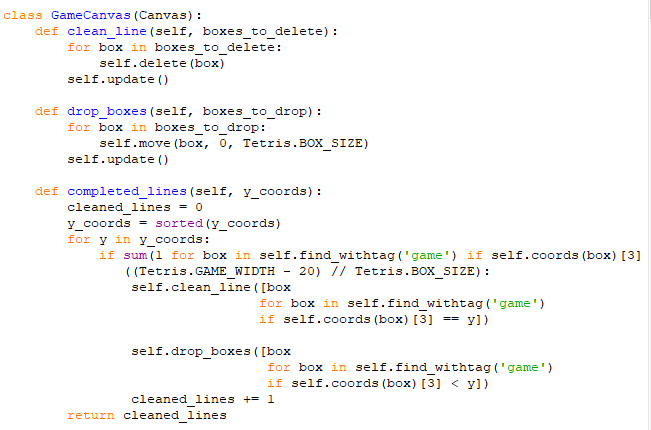 class GameCanvas(Canvas):
    def clean_line(self, boxes_to_delete):
        for box in boxes_to_delete:
            self.delete(box)
        self.update()

    def drop_boxes(self, boxes_to_drop):
        for box in boxes_to_drop:
            self.move(box, 0, Tetris.BOX_SIZE)
        self.update()

    def completed_lines(self, y_coords):
        cleaned_lines = 0
        y_coords = sorted(y_coords)
        for y in y_coords:
            if sum(1 for box in self.find_withtag('game') if self.coords(box)[3]
               ((Tetris.GAME_WIDTH - 20) // Tetris.BOX_SIZE):
                self.clean_line([box
                                for box in self.find_withtag('game')
                                if self.coords(box)[3] == y])

                self.drop_boxes([box
                                 for box in self.find_withtag('game')
                                 if self.coords(box)[3] < y])
                cleaned_lines += 1
        return cleaned_lines